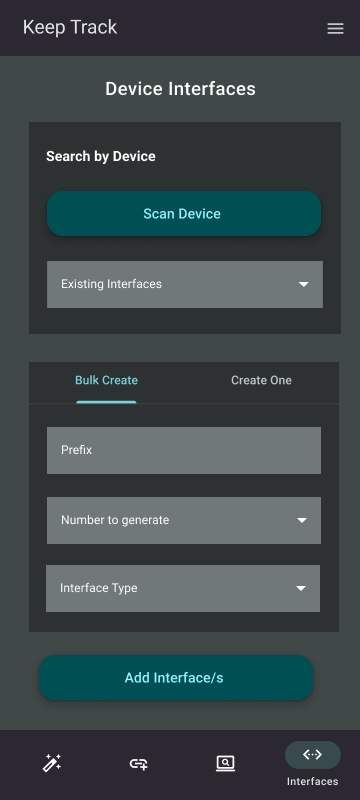 Keep Track
Device Interfaces
Search by Device
Scan Device
Existing Interfaces
Bulk Create
Create One
Prefix
Number to generate
Interface Type
Add Interface/s
Interfaces